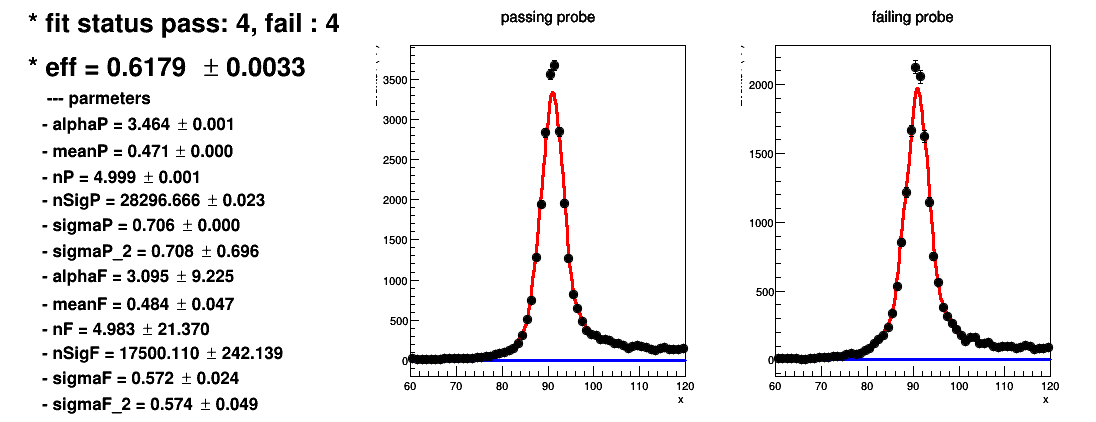 * fit status pass: 4, fail : 4
* eff = 0.6179 ± 0.0033
--- parmeters
- alphaP = 3.464 ± 0.001
- meanP = 0.471 ± 0.000
- nP = 4.999 ± 0.001
- nSigP = 28296.666 ± 0.023
- sigmaP = 0.706 ± 0.000
- sigmaP_2 = 0.708 ± 0.696
- alphaF = 3.095 ± 9.225
- meanF = 0.484 ± 0.047
- nF = 4.983 ± 21.370
- nSigF = 17500.110 ± 242.139
- sigmaF = 0.572 ± 0.024
- sigmaF_2 = 0.574 ± 0.049
passing probe
3500
3000
2500
2000
1500
1000
500
0
60 70 80 90 100 110 120
x
failing probe
2000
1500
1000
500
0
60 70 80 90 100 110 120
x